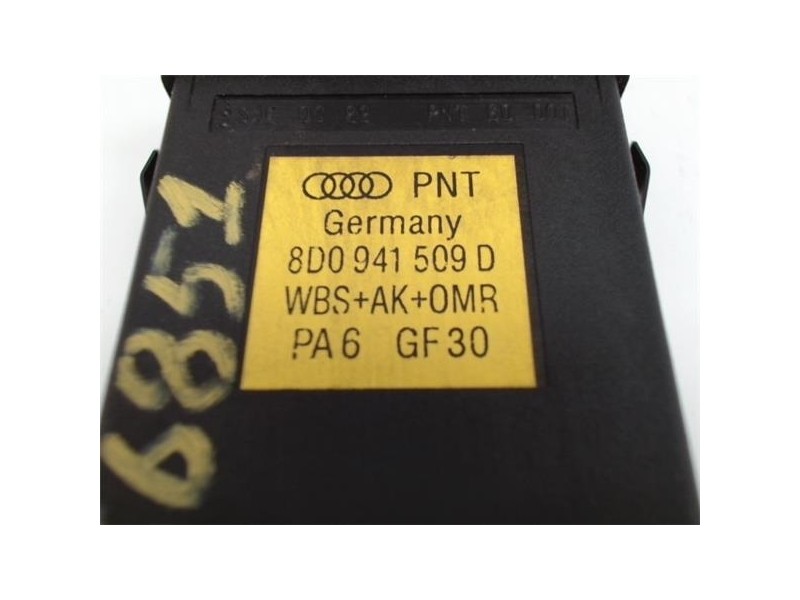 PNT
Germany
8D0 941 509 D
WBS+AK+OMR
PA6 GF30
6851